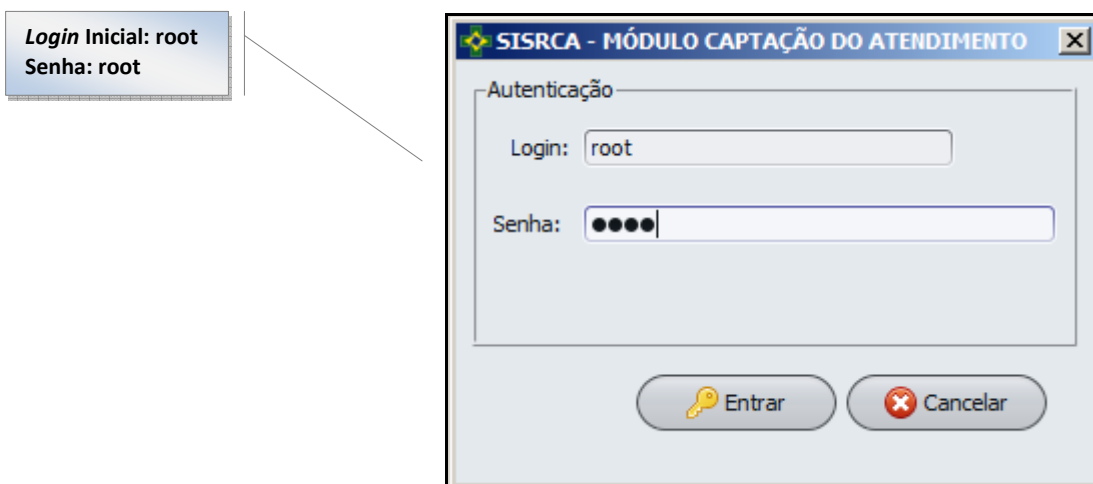 Login Inicial: root
Senha: root
SISRCA - MÓDULO CAPTAÇÃO DO ATENDIMENTO
Autenticação
Login: root
Senha: ●●●●
Entrar Cancelar